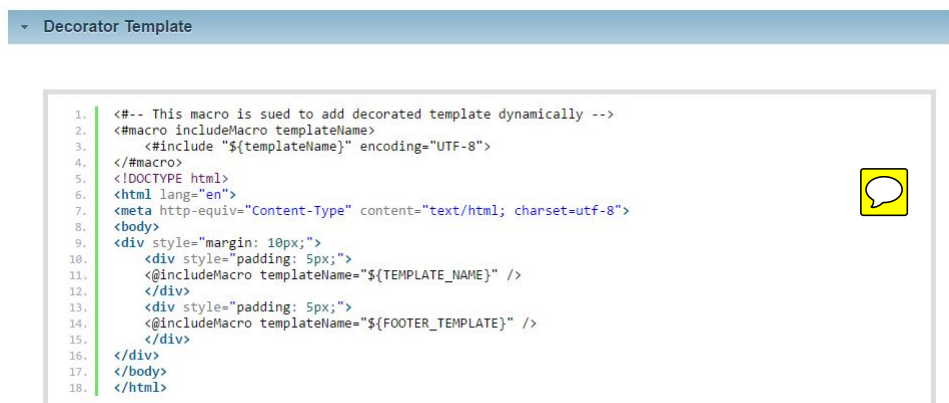 Decorator Template
1. <#-- This macro is sued to add decorated template dynamically -->
2. <#macro includeMacro templateName>
3. <#include "${templateName}" encoding="UTF-8">
4. </#macro>
5. <!DOCTYPE html>
6. <html lang="en">
7. <meta http-equiv="Content-Type" content="text/html; charset=utf-8">
8. <body>
9. <div style="margin: 10px;">
10. <div style="padding: 5px;">
11. <@includeMacro templateName="${TEMPLATE_NAME}" />
12. </div>
13. <div style="padding: 5px;">
14. <@includeMacro templateName="${FOOTER_TEMPLATE}" />
15. </div>
16. </div>
17. </body>
18. </html>